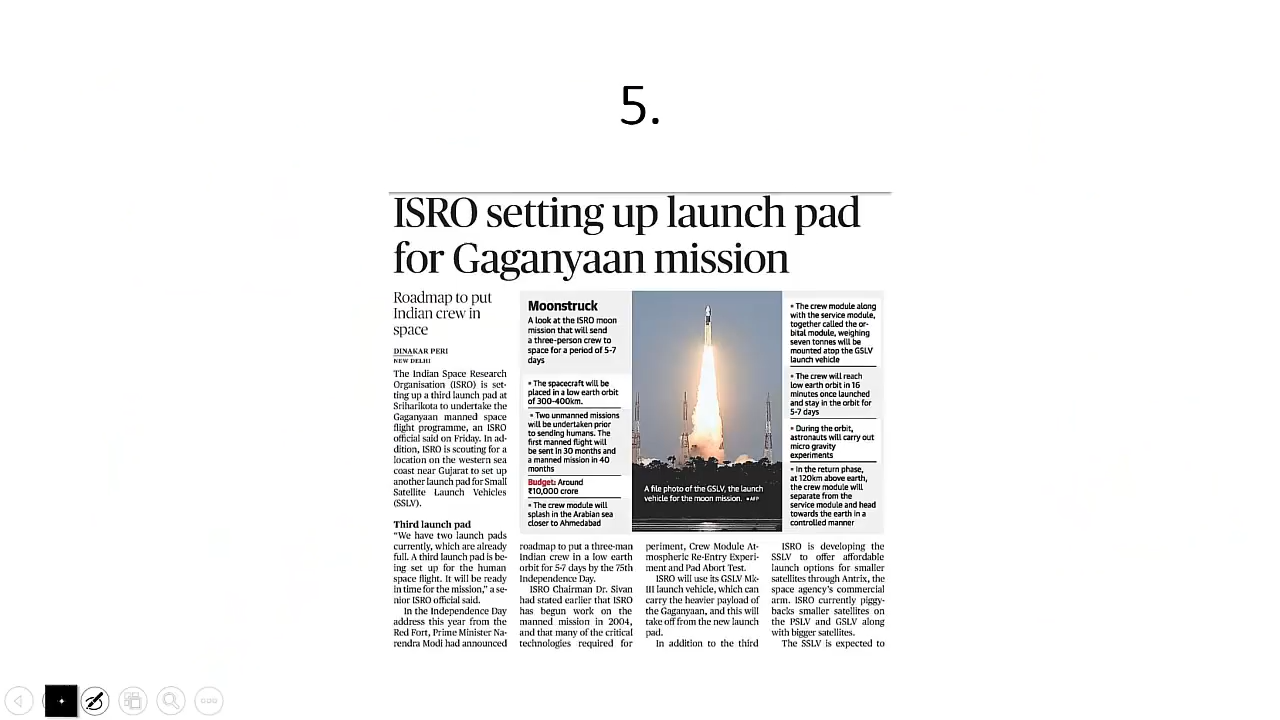 5.
ISRO setting up launch pad
for Gaganyaan mission
Roadmap to put
Indian crew in
space
DINAKAR PERI
NEW DELHI
The Indian Space Research
Organisation (ISRO) is set-
ting up a third launch pad at
Sriharikota to undertake the
Gaganyaan manned space
flight programme, an ISRO
official said on Friday. In ad-
dition, ISRO is scouting for a
location on the western sea
coast near Gujarat to set up
another launch pad for Small
Satellite Launch Vehicles
(SSLV).
Third launch pad
“We have two launch pads
currently, which are already
full. A third launch pad is be-
ing set up for the human
space flight. It will be ready
in time for the mission,” a se-
nior ISRO official said.
In the Independence Day
address this year from the
Red Fort, Prime Minister Na-
rendra Modi had announced
Moonstruck
A look at the ISRO moon
mission that will send
a three-person crew to
space for a period of 5-7
days
• The spacecraft will be
placed in a low earth orbit
of 300-400km.
• Two unmanned missions
will be undertaken prior
to sending humans. The
first manned flight will
be sent in 30 months and
a manned mission in 40
months
Budget: Around
₹10,000 crore
• The crew module will
splash in the Arabian sea
closer to Ahmedabad
A file photo of the GSLV, the launch
vehicle for the moon mission. • AFP
• The crew module along
with the service module,
together called the or-
bital module, weighing
seven tonnes will be
mounted atop the GSLV
launch vehicle
• The crew will reach
low earth orbit in 16
minutes once launched
and stay in the orbit for
5-7 days
• During the orbit,
astronauts will carry out
micro gravity
experiments
• In the return phase,
at 120km above earth,
the crew module will
separate from the
service module and head
towards the earth in a
controlled manner
roadmap to put a three-man
Indian crew in a low earth
orbit for 5-7 days by the 75th
Independence Day.
ISRO Chairman Dr. Sivan
had stated earlier that ISRO
has begun work on the
manned mission in 2004,
and that many of the critical
technologies required for
periment, Crew Module At-
mospheric Re-Entry Experi-
ment and Pad Abort Test.
ISRO will use its GSLV Mk-
III launch vehicle, which can
carry the heavier payload of
the Gaganyaan, and this will
take off from the new launch
pad.
In addition to the third
ISRO is developing the
SSLV to offer affordable
launch options for smaller
satellites through Antrix, the
space agency's commercial
arm. ISRO currently piggy-
backs smaller satellites on
the PSLV and GSLV along
with bigger satellites.
The SSLV is expected to